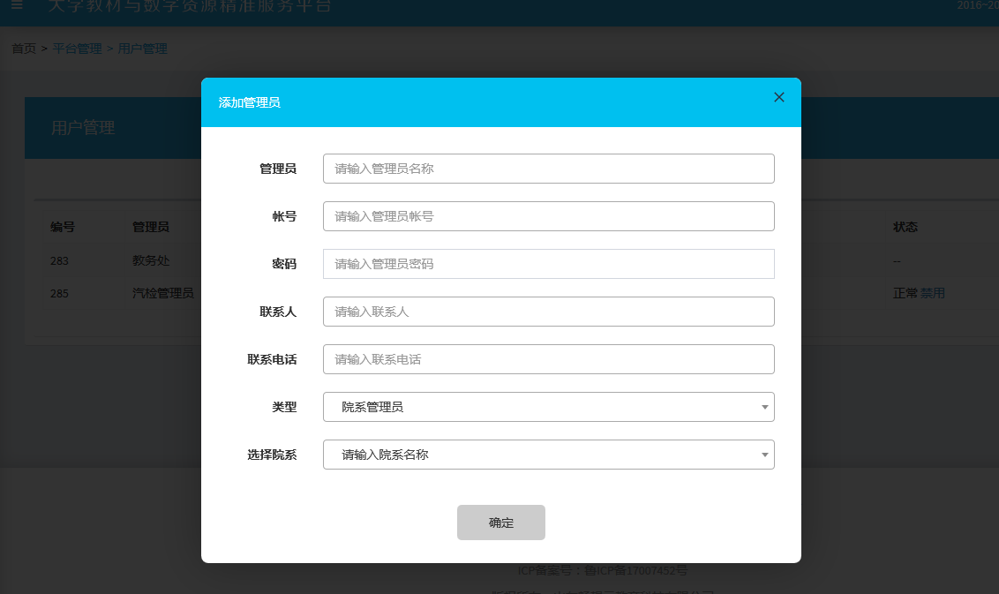 大学教材与数字资源精准服务平台
2016-20
首页 > 平台管理 > 用户管理
添加管理员
用户管理
管理员 请输入管理员名称
帐号 请输入管理员帐号
编号 管理员 状态
密码 请输入管理员密码
283 教务处 --
285 汽检管理员 正常 禁用
联系人 请输入联系人
联系电话 请输入联系电话
类型 院系管理员
选择院系 请输入院系名称
确定
ICP备案号：鲁ICP备17007452号